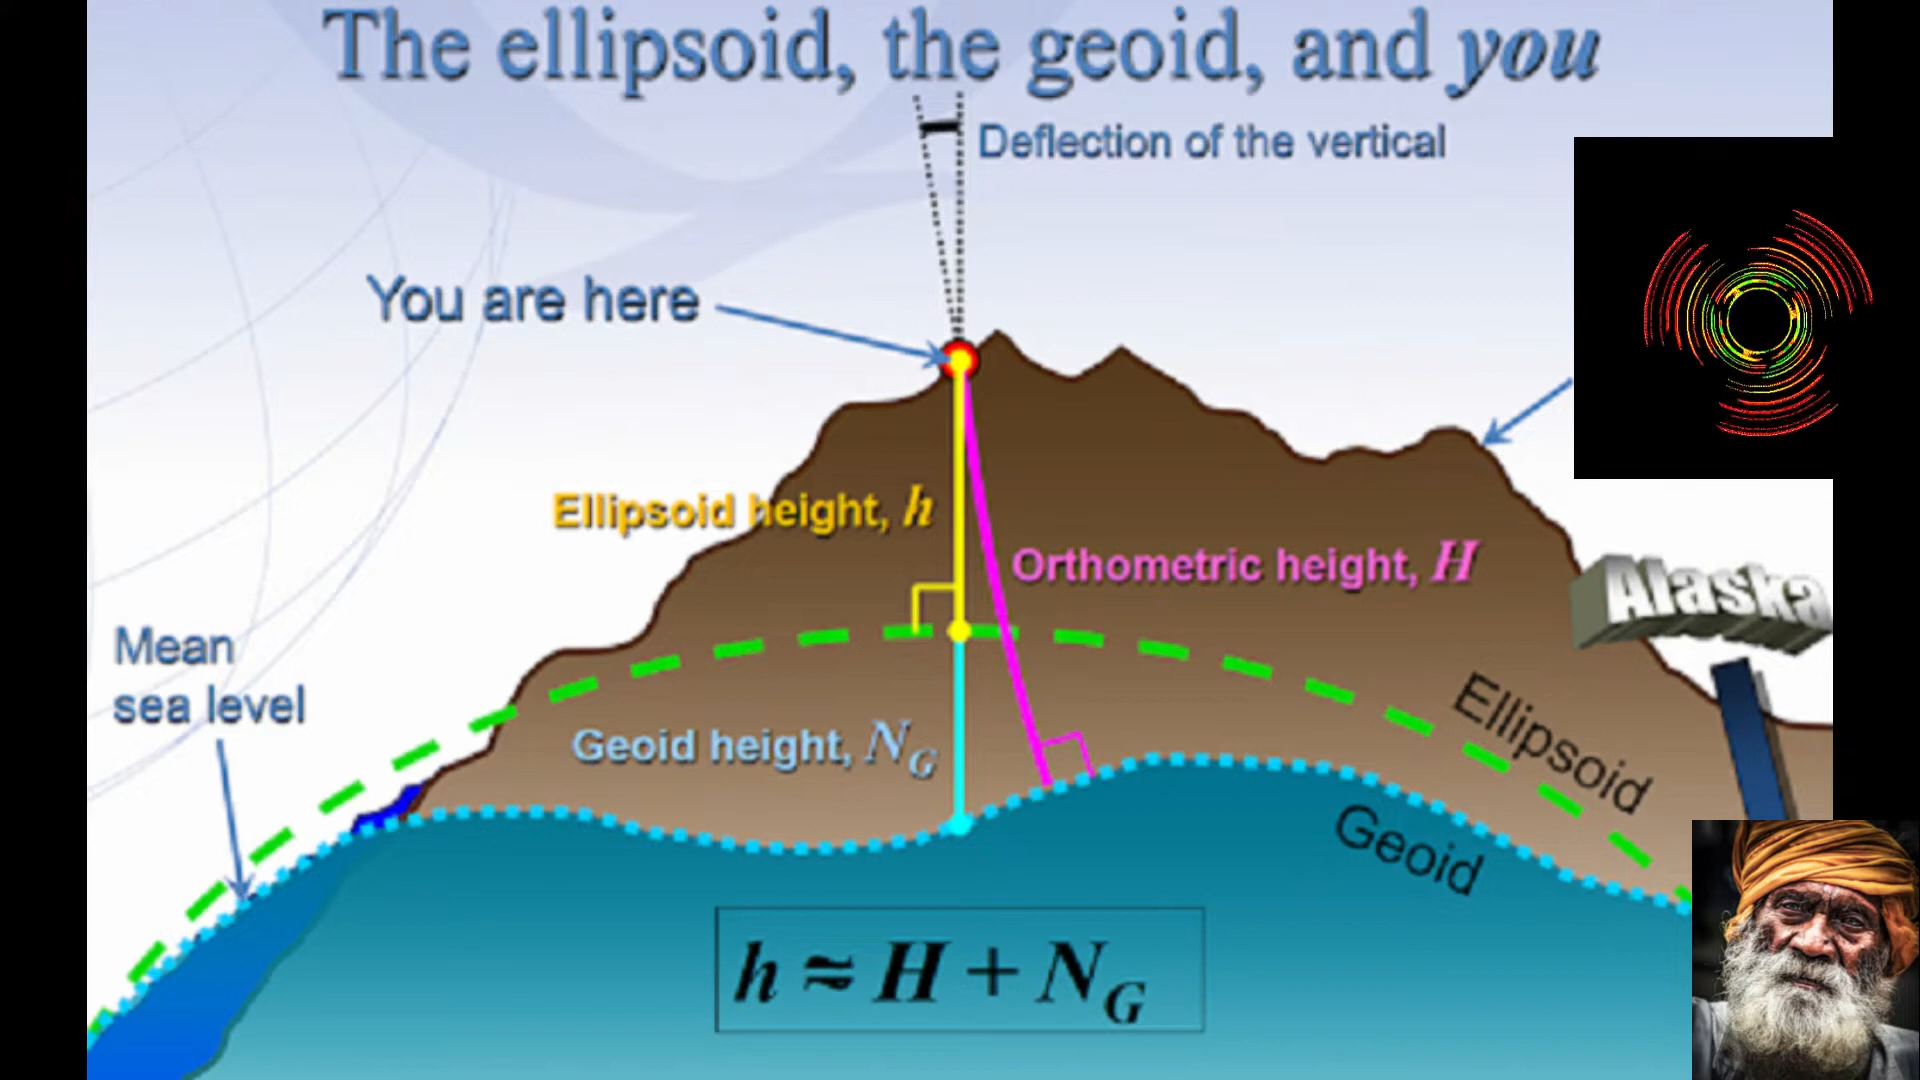 The ellipsoid, the geoid, and you
Deflection of the vertical
You are here
Ellipsoid height, h
Orthometric height, H
Alaska
Mean
sea level
Geoid height, N_G
Ellipsoid
Geoid
h ≈ H + N_G